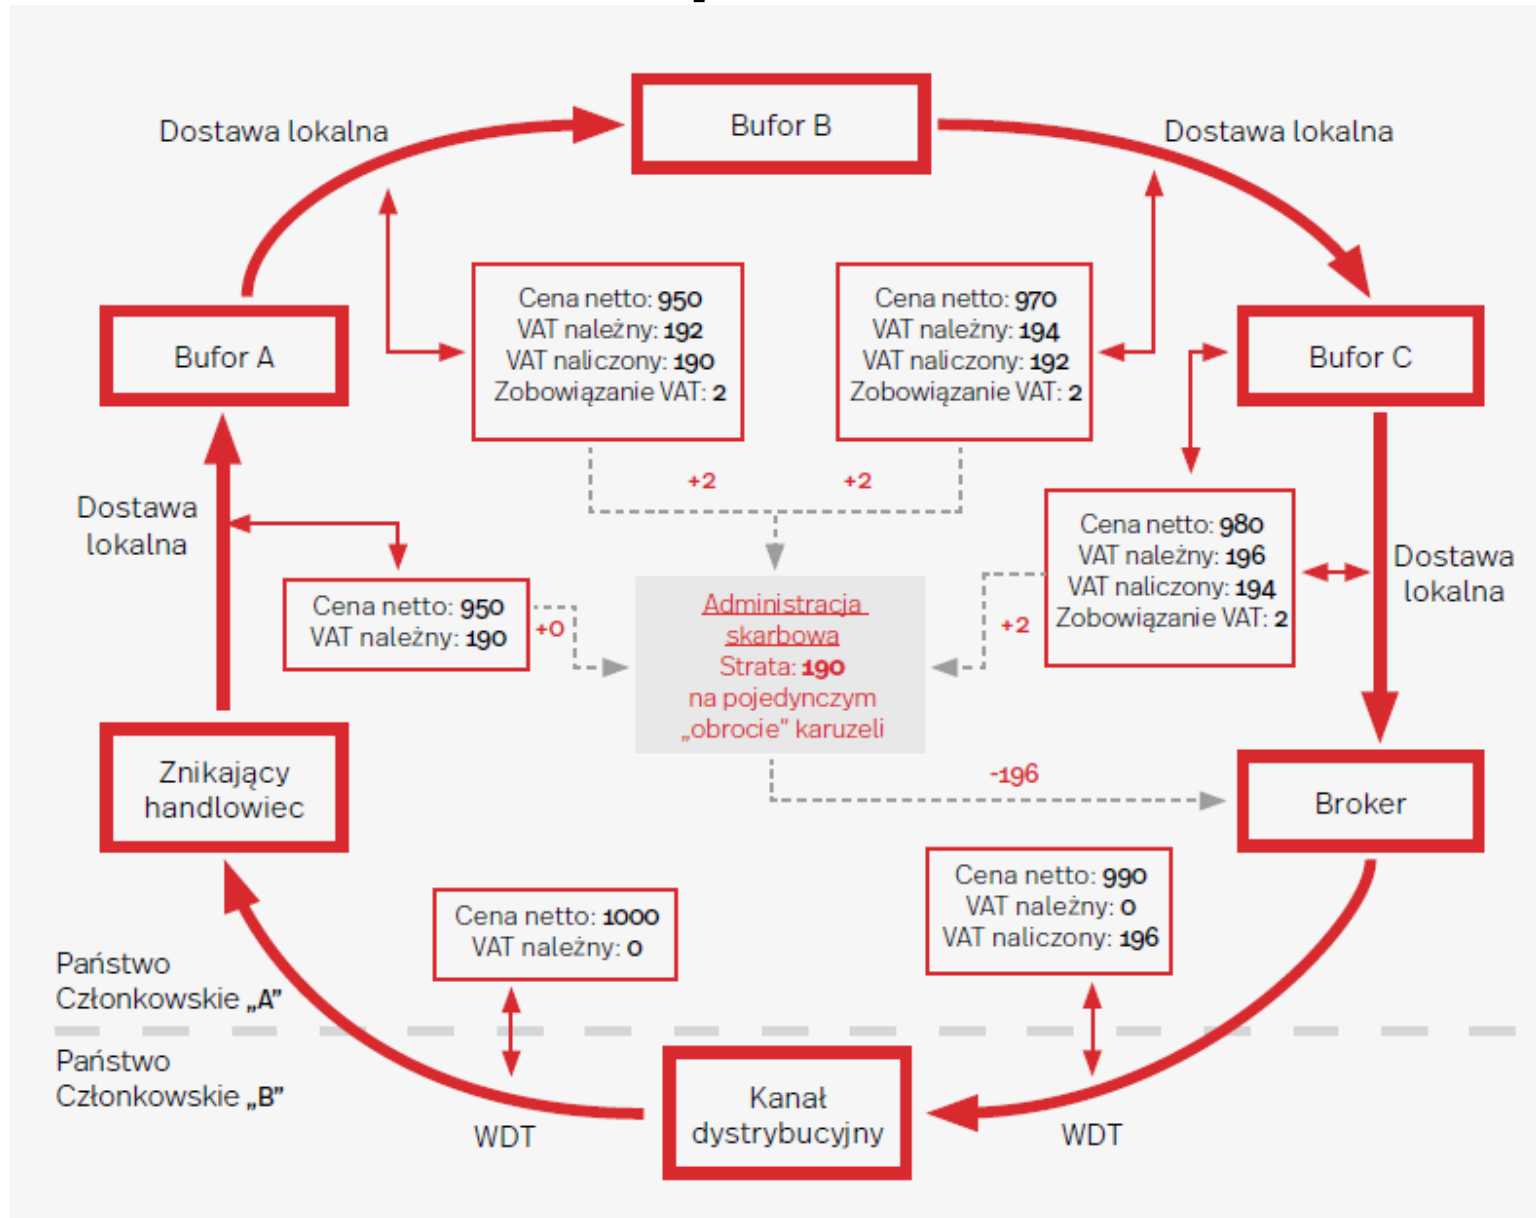 Bufor B
Dostawa lokalna
Dostawa lokalna
Cena netto: 950
VAT należny: 192
VAT naliczony: 190
Zobowiązanie VAT: 2
Cena netto: 970
VAT należny: 194
VAT naliczony: 192
Zobowiązanie VAT: 2
Bufor A
Bufor C
+2
+2
Dostawa
lokalna
Cena netto: 980
VAT należny: 196
VAT naliczony: 194
Zobowiązanie VAT: 2
Dostawa
lokalna
Cena netto: 950
VAT należny: 190
+0
Administracja
skarbowa
Strata: 190
na pojedynczym
„obrocie” karuzeli
+2
Znikający
handlowiec
-196
Broker
Cena netto: 1000
VAT należny: 0
Cena netto: 990
VAT należny: 0
VAT naliczony: 196
Państwo
Członkowskie „A”
Państwo
Członkowskie „B”
WDT
Kanał
dystrybucyjny
WDT